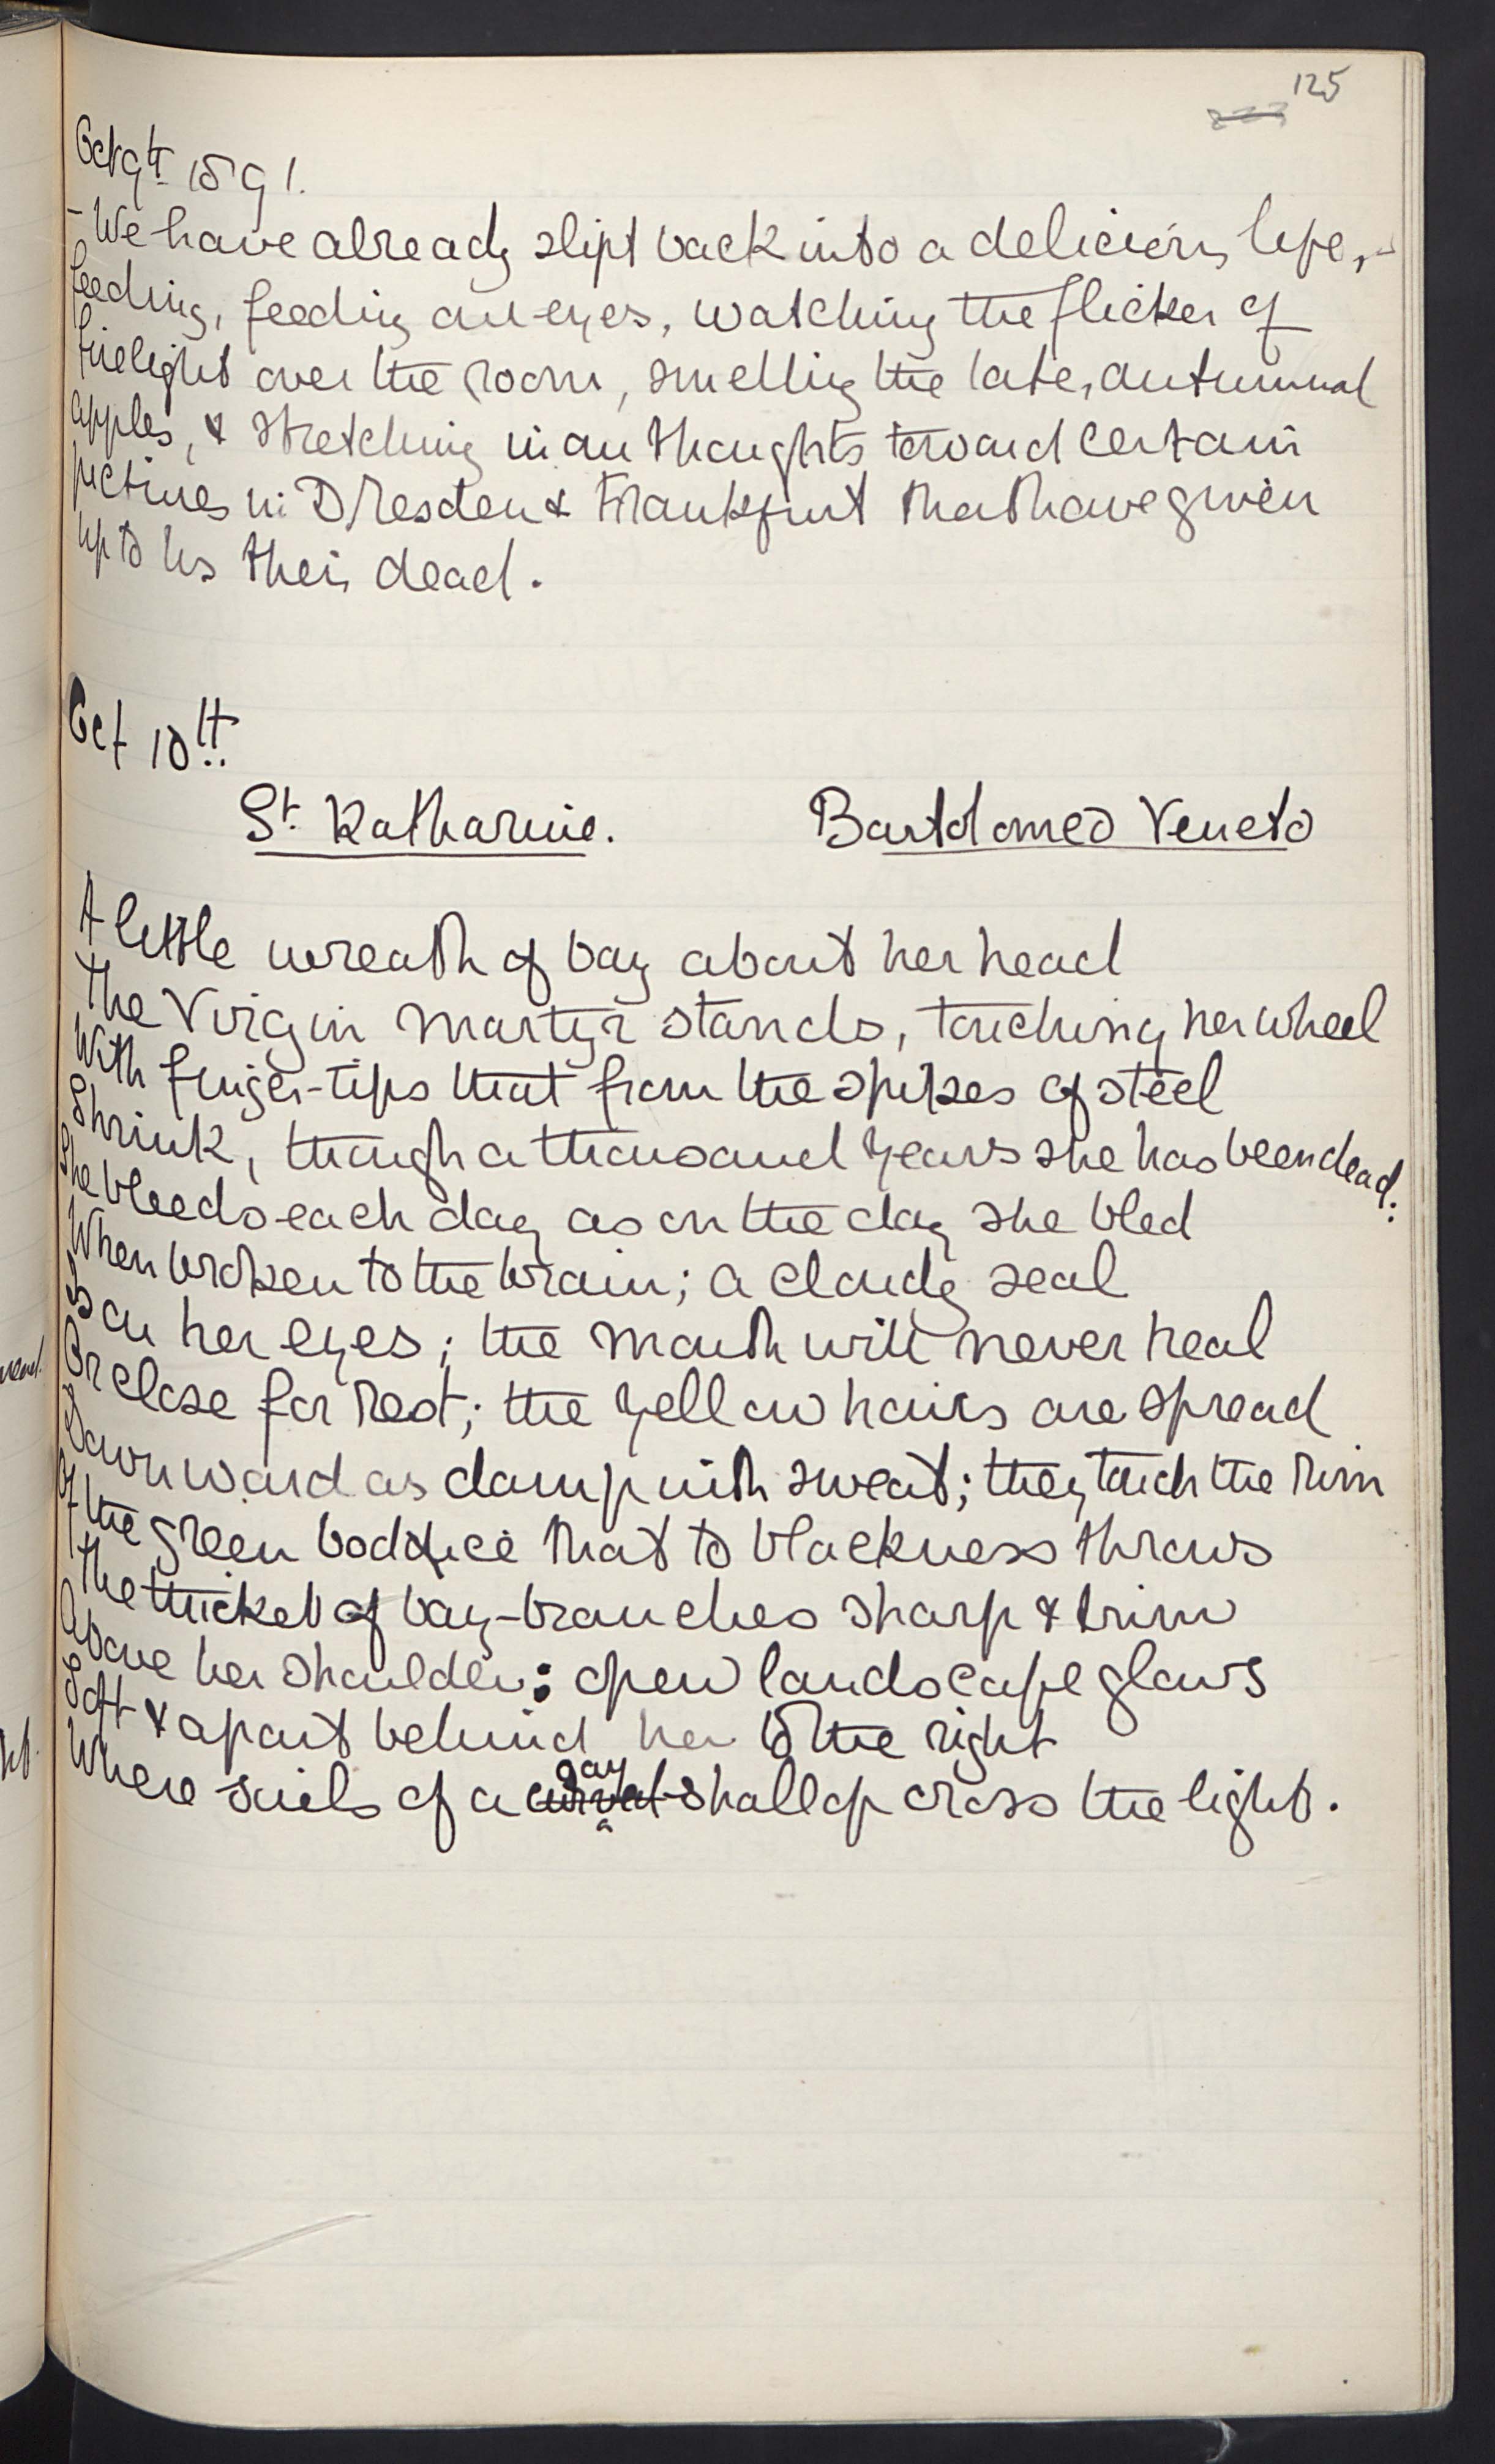 125
Oct 9th 1891.
- We have already slipt back into a delicious life, -
feeding, feeding our eyes, watching the flicker of
firelight over the room, smelling the late, autumnal
apples, & stretching in our thoughts toward certain
pictures in Dresden & Frankfurt that have given
up to us their dead.
Oct 10th.
St. Katharine. Bartolomeo Veneto
A little wreath of bay about her head
The Virgin martyr stands, touching her wheel
With finger-tips that from the spikes of steel
Shrink, though a thousand years she has been dead:
She bleeds each day as on the day she bled
When broken to the brain; a cloudy seal
Is on her eyes; the mouth will never heal
Or close for rest; the yellow hairs are spread
Downward as damp with sweat; they touch the rim
Of the green boddice that to blackness throws
The thicket of bay-branches sharp & trim
Above her shoulder: open landscape glows
Soft & apart behind her to the right
gay
Where sails of a shallop cross the light.